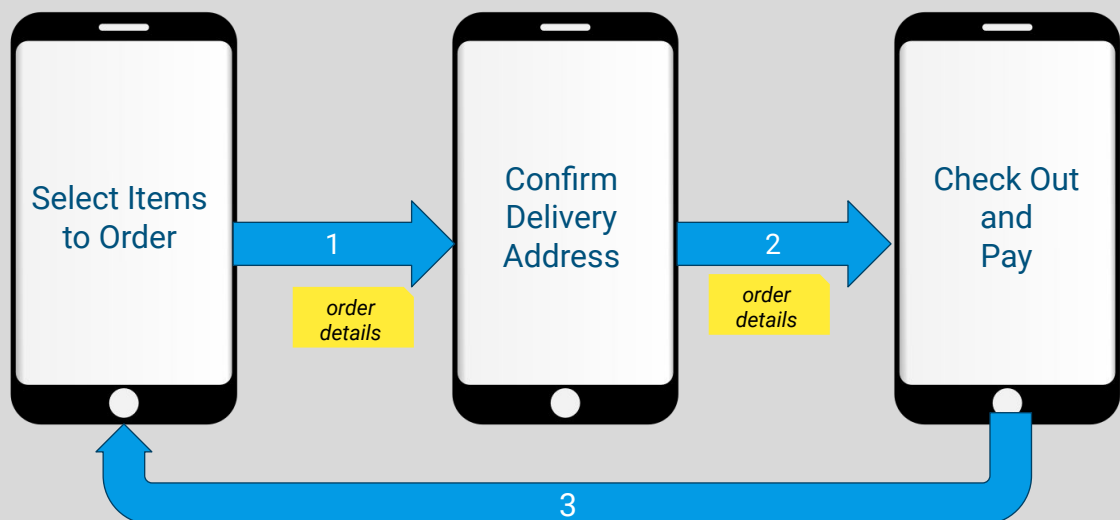 Select Items
to Order
1
order
details
Confirm
Delivery
Address
2
order
details
Check Out
and
Pay
3